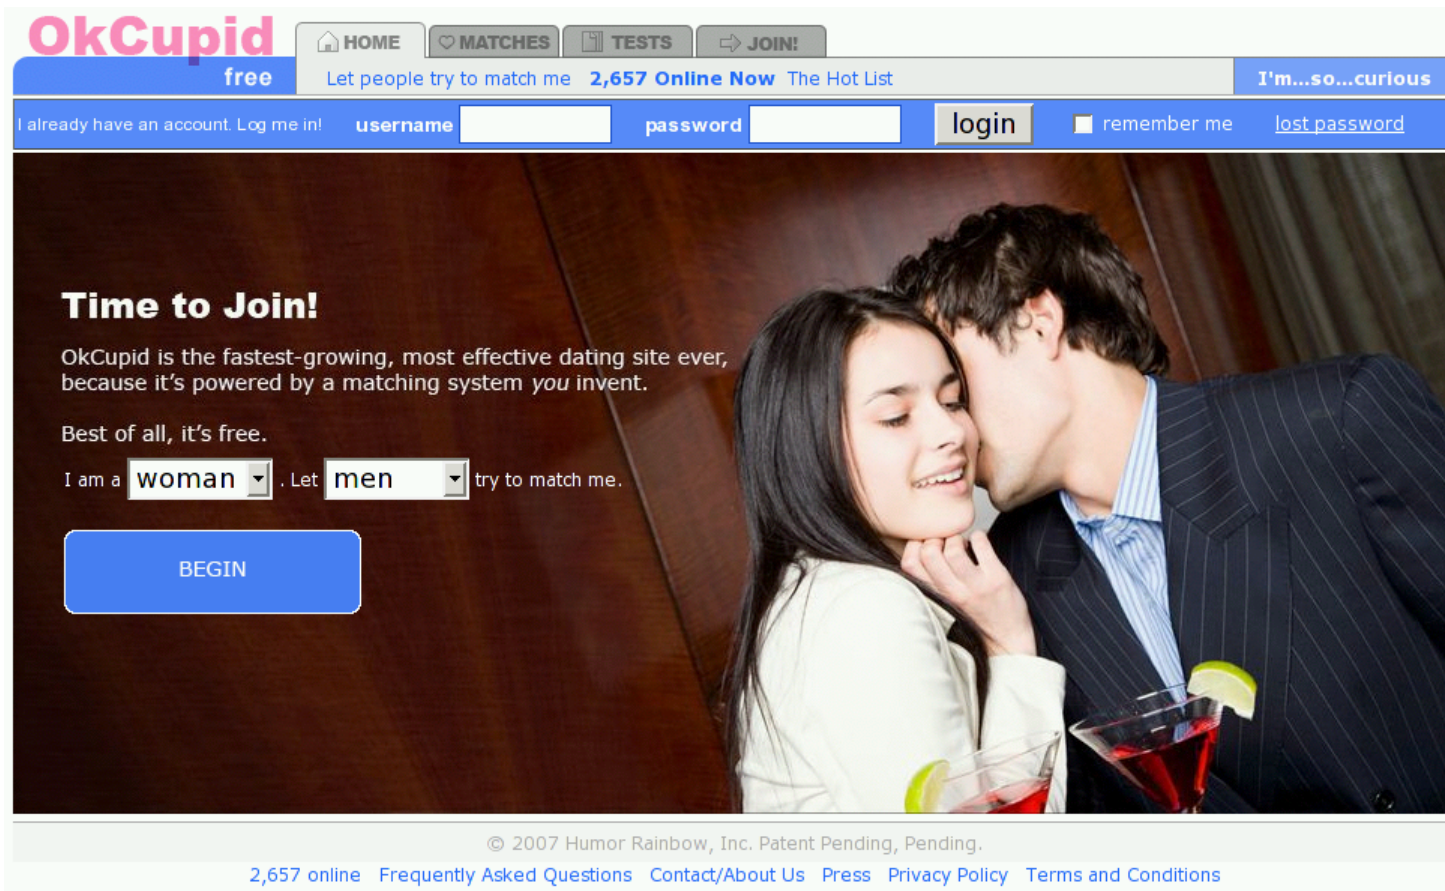 OkCupid
free
HOME
MATCHES
TESTS
JOIN!
Let people try to match me 2,657 Online Now The Hot List
I'm...so...curious
I already have an account. Log me in! username password login remember me lost password
Time to Join!
OkCupid is the fastest-growing, most effective dating site ever,
because it's powered by a matching system you invent.
Best of all, it's free.
I am a woman . Let men try to match me.
BEGIN
© 2007 Humor Rainbow, Inc. Patent Pending, Pending.
2,657 online Frequently Asked Questions Contact/About Us Press Privacy Policy Terms and Conditions